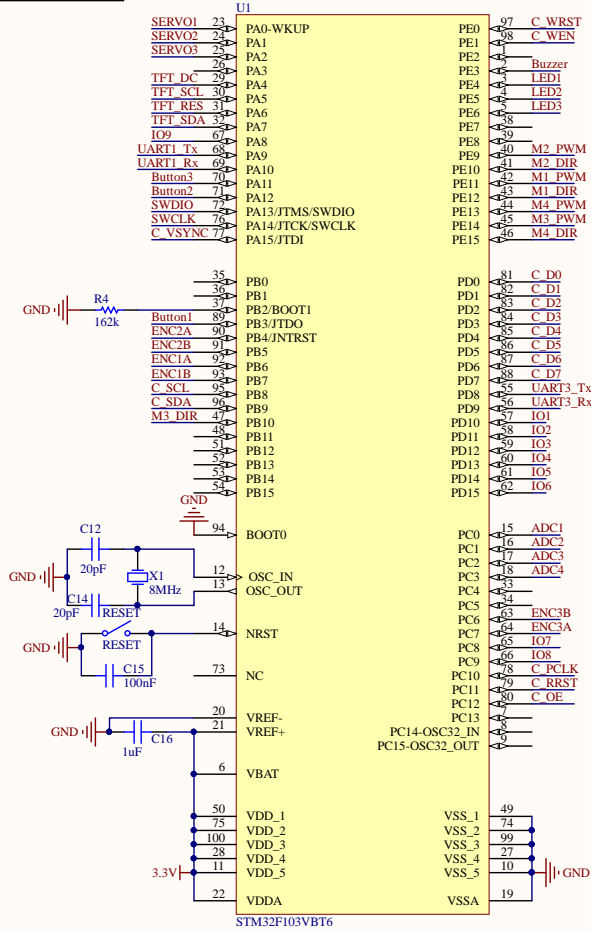 U1
SERVO1 23 PA0-WKUP PE0 97 C_WRST
SERVO2 24 PA1 PE1 98 C_WEN
SERVO3 25 PA2 PE2 1
26 PA3 PE3 2 Buzzer
TFT_DC 29 PA4 PE4 3 LED1
TFT_SCL 30 PA5 PE5 4 LED2
TFT_RES 31 PA6 PE6 5 LED3
TFT_SDA 32 PA7 PE7 38
IO9 67 PA8 PE8 39
UART1_Tx 68 PA9 PE9 40 M2_PWM
UART1_Rx 69 PA10 PE10 41 M2_DIR
Button3 70 PA11 PE11 42 M1_PWM
Button2 71 PA12 PE12 43 M1_DIR
SWDIO 72 PA13/JTMS/SWDIO PE13 44 M4_PWM
SWCLK 76 PA14/JTCK/SWCLK PE14 45 M3_PWM
C_VSYNC 77 PA15/JTDI PE15 46 M4_DIR
35 PB0 PD0 81 C_D0
36 PB1 PD1 82 C_D1
GND R4 162k 37 PB2/BOOT1 PD2 83 C_D2
Button1 89 PB3/JTDO PD3 84 C_D3
ENC2A 90 PB4/JNTRST PD4 85 C_D4
ENC2B 91 PB5 PD5 86 C_D5
ENC1A 92 PB6 PD6 87 C_D6
ENC1B 93 PB7 PD7 88 C_D7
C_SCL 95 PB8 PD8 55 UART3_Tx
C_SDA 96 PB9 PD9 56 UART3_Rx
M3_DIR 47 PB10 PD10 57 IO1
48 PB11 PD11 58 IO2
51 PB12 PD12 59 IO3
52 PB13 PD13 60 IO4
53 PB14 PD14 61 IO5
54 PB15 PD15 62 IO6
GND
94 BOOT0 PC0 15 ADC1
C12 PC1 16 ADC2
20pF PC2 17 ADC3
GND X1 12 OSC_IN PC3 18 ADC4
8MHz 13 OSC_OUT PC4 33
C14 PC5 34
20pF RESET PC6 63 ENC3B
14 NRST PC7 64 ENC3A
GND RESET PC8 65 IO7
PC9 66 IO8
C15 73 NC PC10 78 C_PCLK
100nF PC11 79 C_RRST
PC12 80 C_OE
20 VREF- PC13 7
GND C16 21 VREF+ PC14-OSC32_IN 8
1uF PC15-OSC32_OUT 9
6 VBAT
50 VDD_1 VSS_1 49
75 VDD_2 VSS_2 74
100 VDD_3 VSS_3 99
28 VDD_4 VSS_4 27
3.3V 11 VDD_5 VSS_5 10 GND
22 VDDA VSSA 19
STM32F103VBT6